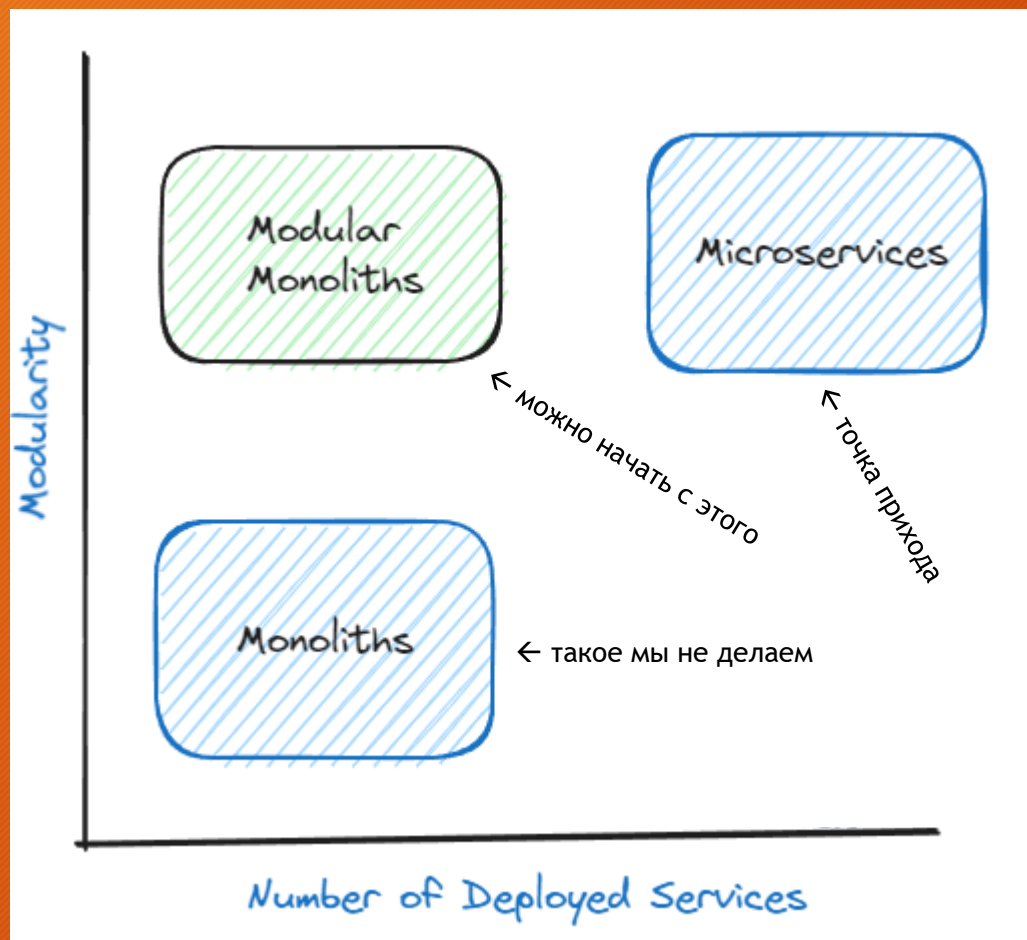 Modular
Monoliths
Microservices
← можно начать с этого
← точка прихода
Modularity
Monoliths
← такое мы не делаем
Number of Deployed Services